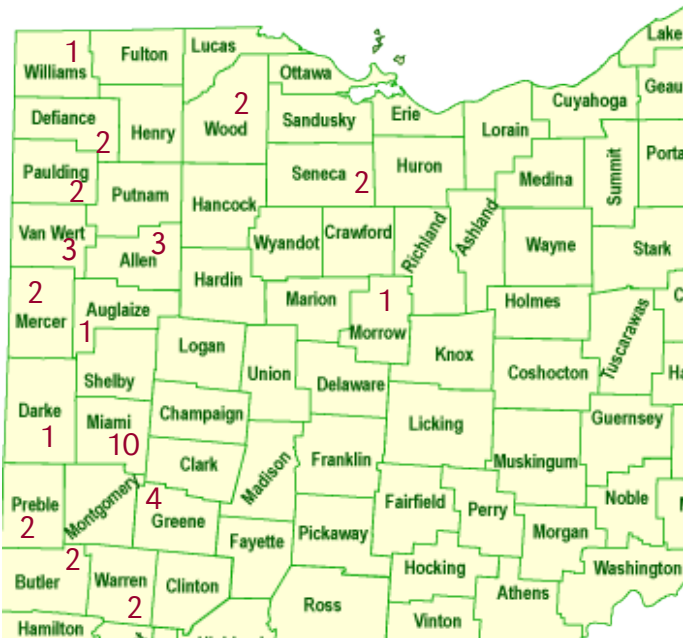 Lake
Lucas
1
Fulton
Williams
Ottawa
Geau
Cuyahoga
2
Defiance
Sandusky
Erie
Wood
Henry
Lorain
2
Porta
Summit
Paulding
Seneca
2
Huron
Medina
2
Putnam
Hancock
Richland
Ashland
Van Wert
3
Wyandot
Crawford
Wayne
Stark
3
Allen
Hardin
2
Marion
1
Holmes
C
Mercer
Auglaize
1
Morrow
Tuscarawas
Logan
Knox
Union
Coshocton
Ha
Shelby
Delaware
Darke
1
Miami
10
Champaign
Licking
Guernsey
Clark
Madison
Franklin
Muskingum
Preble
2
Montgomery
4
Greene
Fairfield
Perry
Noble
Fayette
Pickaway
Morgan
2
Butler
Warren
2
Clinton
Hocking
Washington
Athens
Ross
Vinton
Hamilton